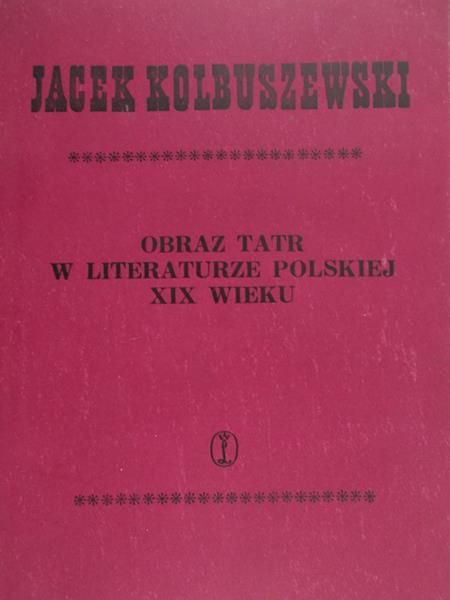 JACEK KOLBUSZEWSKI
OBRAZ TATR
W LITERATURZE POLSKIEJ
XIX WIEKU